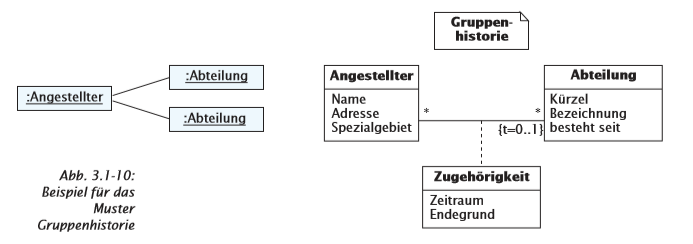 :Angestellter
:Abteilung
:Abteilung
Abb. 3.1-10:
Beispiel für das
Muster
Gruppenhistorie
Gruppen-
historie
Angestellter
Name
Adresse
Spezialgebiet
*
*
{t=0..1}
Abteilung
Kürzel
Bezeichnung
besteht seit
Zugehörigkeit
Zeitraum
Endegrund